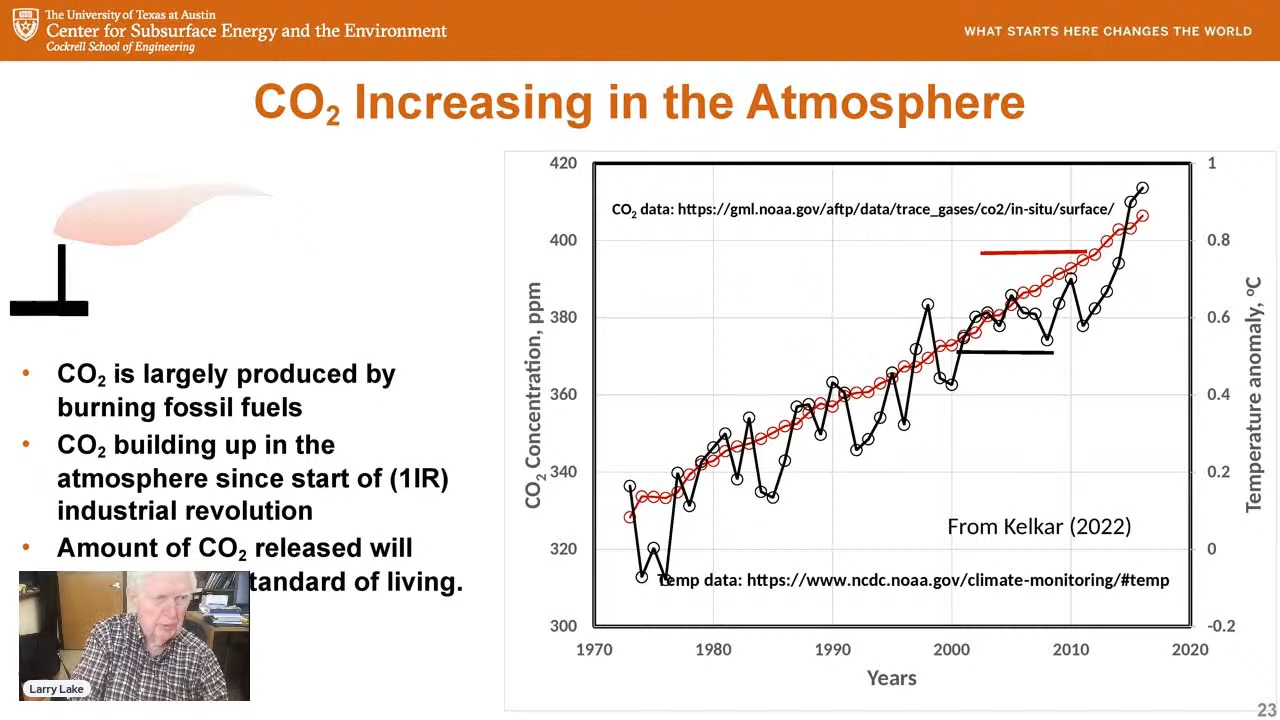 The University of Texas at Austin
Center for Subsurface Energy and the Environment
Cockrell School of Engineering
WHAT STARTS HERE CHANGES THE WORLD
CO₂ Increasing in the Atmosphere
• CO₂ is largely produced by
burning fossil fuels
• CO₂ building up in the
atmosphere since start of (1IR)
industrial revolution
• Amount of CO₂ released will
tandard of living.
Larry Lake
CO₂ data: https://gml.noaa.gov/aftp/data/trace_gases/co2/in-situ/surface/
From Kelkar (2022)
Temp data: https://www.ncdc.noaa.gov/climate-monitoring/#temp
CO₂ Concentration, ppm
420
400
380
360
340
320
300
Temperature anomaly, °C
1
0.8
0.6
0.4
0.2
0
-0.2
1970 1980 1990 2000 2010 2020
Years
23